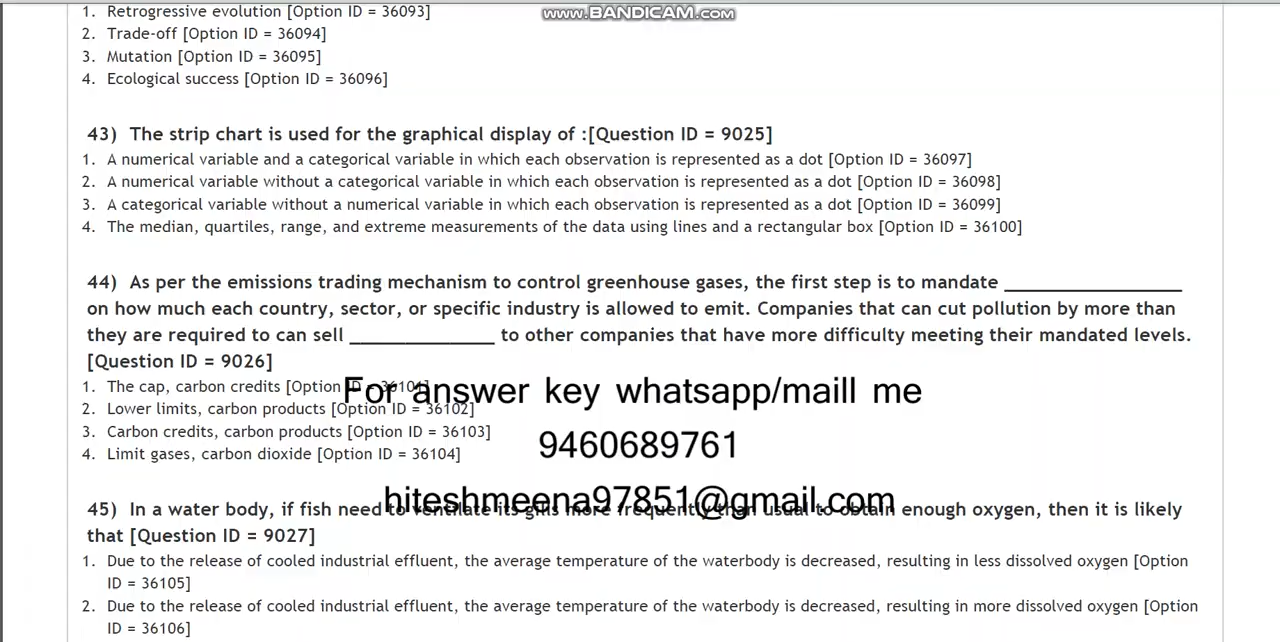 1. Retrogressive evolution [Option ID = 36093]
www.BANDICAM.com
2. Trade-off [Option ID = 36094]
3. Mutation [Option ID = 36095]
4. Ecological success [Option ID = 36096]
43) The strip chart is used for the graphical display of :[Question ID = 9025]
1. A numerical variable and a categorical variable in which each observation is represented as a dot [Option ID = 36097]
2. A numerical variable without a categorical variable in which each observation is represented as a dot [Option ID = 36098]
3. A categorical variable without a numerical variable in which each observation is represented as a dot [Option ID = 36099]
4. The median, quartiles, range, and extreme measurements of the data using lines and a rectangular box [Option ID = 36100]
44) As per the emissions trading mechanism to control greenhouse gases, the first step is to mandate ________________
on how much each country, sector, or specific industry is allowed to emit. Companies that can cut pollution by more than
they are required to can sell _____________ to other companies that have more difficulty meeting their mandated levels.
[Question ID = 9026]
1. The cap, carbon credits [Option ID = 36101]
For answer key whatsapp/maill me
2. Lower limits, carbon products [Option ID = 36102]
3. Carbon credits, carbon products [Option ID = 36103]
9460689761
4. Limit gases, carbon dioxide [Option ID = 36104]
hiteshmeena97851@gmail.com
45) In a water body, if fish need to ventilate its gills more frequently than usual to obtain enough oxygen, then it is likely
that [Question ID = 9027]
1. Due to the release of cooled industrial effluent, the average temperature of the waterbody is decreased, resulting in less dissolved oxygen [Option
ID = 36105]
2. Due to the release of cooled industrial effluent, the average temperature of the waterbody is decreased, resulting in more dissolved oxygen [Option
ID = 36106]